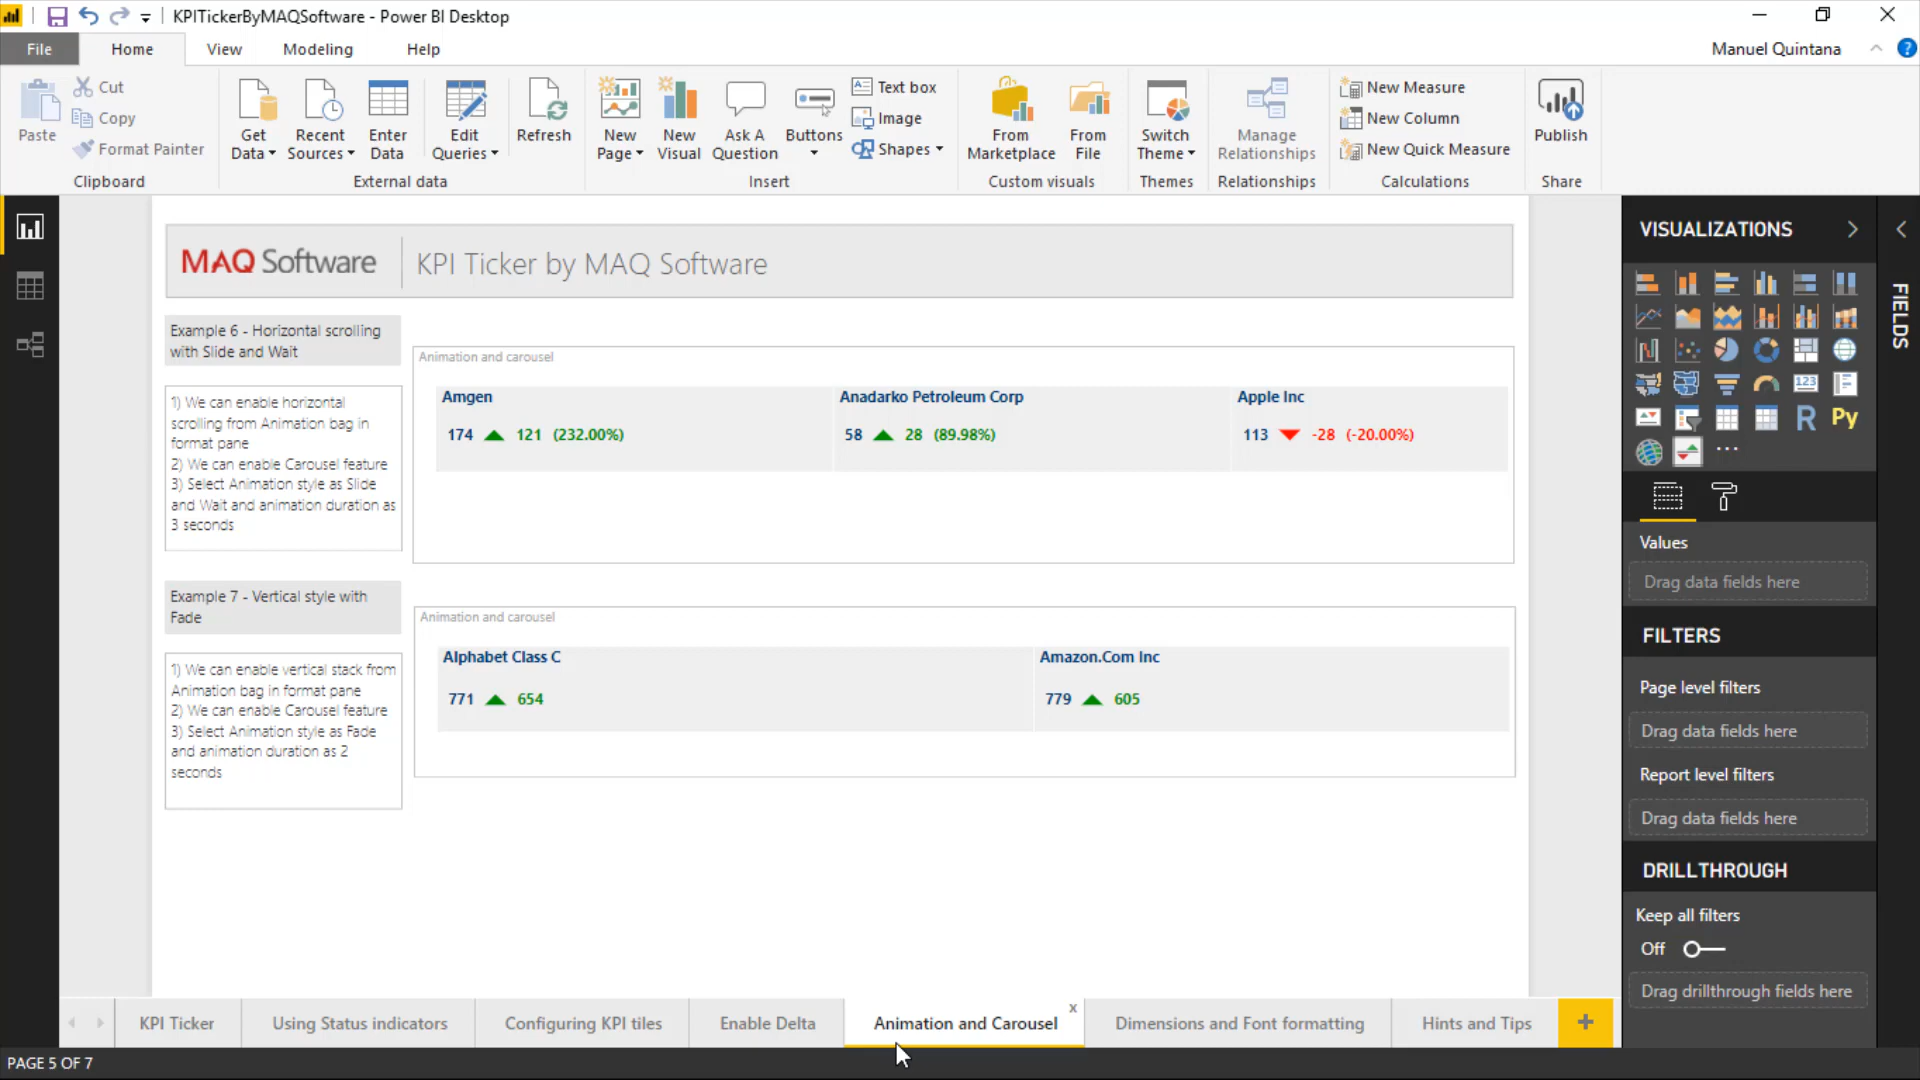 KPITickerByMAQSoftware - Power BI Desktop
File Home View Modeling Help Manuel Quintana ?
Paste
Cut
Copy
Format Painter
Clipboard
Get Data
Recent Sources
Enter Data
Edit Queries
Refresh
External data
New Page
New Visual
Ask A Question
Buttons
Text box
Image
Shapes
Insert
From Marketplace
From File
Custom visuals
Switch Theme
Themes
Manage Relationships
Relationships
New Measure
New Column
New Quick Measure
Calculations
Publish
Share
MAQ Software
KPI Ticker by MAQ Software
Example 6 - Horizontal scrolling
with Slide and Wait
1) We can enable horizontal
scrolling from Animation bag in
format pane
2) We can enable Carousel feature
3) Select Animation style as Slide
and Wait and animation duration as
3 seconds
Animation and carousel
Amgen
174 121 (232.00%)
Anadarko Petroleum Corp
58 28 (89.98%)
Apple Inc
113 -28 (-20.00%)
Example 7 - Vertical style with
Fade
1) We can enable vertical stack from
Animation bag in format pane
2) We can enable Carousel feature
3) Select Animation style as Fade
and animation duration as 2
seconds
Animation and carousel
Alphabet Class C
771 654
Amazon.Com Inc
779 605
VISUALIZATIONS
123
R
Py
...
Values
Drag data fields here
FILTERS
Page level filters
Drag data fields here
Report level filters
Drag data fields here
DRILLTHROUGH
Keep all filters
Off
Drag drillthrough fields here
FIELDS
KPI Ticker
Using Status indicators
Configuring KPI tiles
Enable Delta
Animation and Carousel
x
Dimensions and Font formatting
Hints and Tips
+
PAGE 5 OF 7